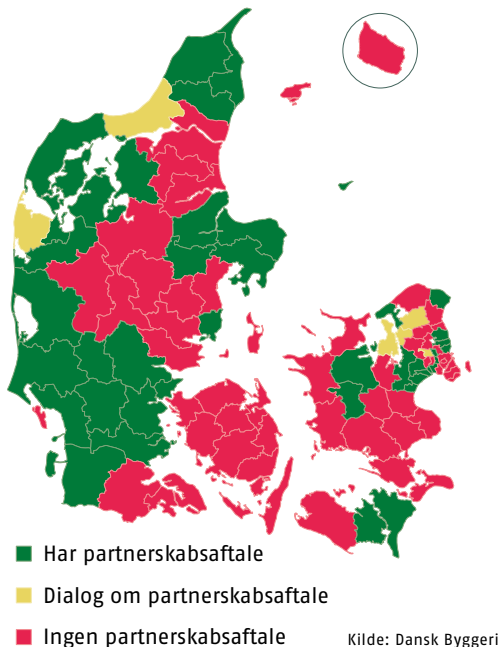 Har partnerskabsaftale
Dialog om partnerskabsaftale
Ingen partnerskabsaftale
Kilde: Dansk Byggeri